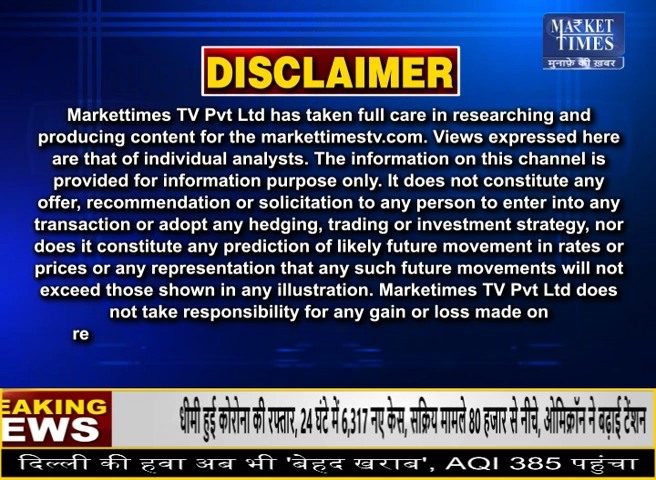 MARKET
TIMES
मुनाफ़े की ख़बर
DISCLAIMER
Markettimes TV Pvt Ltd has taken full care in researching and
producing content for the markettimestv.com. Views expressed here
are that of individual analysts. The information on this channel is
provided for information purpose only. It does not constitute any
offer, recommendation or solicitation to any person to enter into any
transaction or adopt any hedging, trading or investment strategy, nor
does it constitute any prediction of likely future movement in rates or
prices or any representation that any such future movements will not
exceed those shown in any illustration. Marketimes TV Pvt Ltd does
not take responsibility for any gain or loss made on
re
EAKING
EWS
धीमी हुई कोरोना की रफ्तार, 24 घंटे में 6,317 नए केस, सक्रिय मामले 80 हजार से नीचे, ओमिक्रॉन ने बढ़ाई टेंशन
दिल्ली की हवा अब भी 'बेहद खराब', AQI 385 पहुंचा